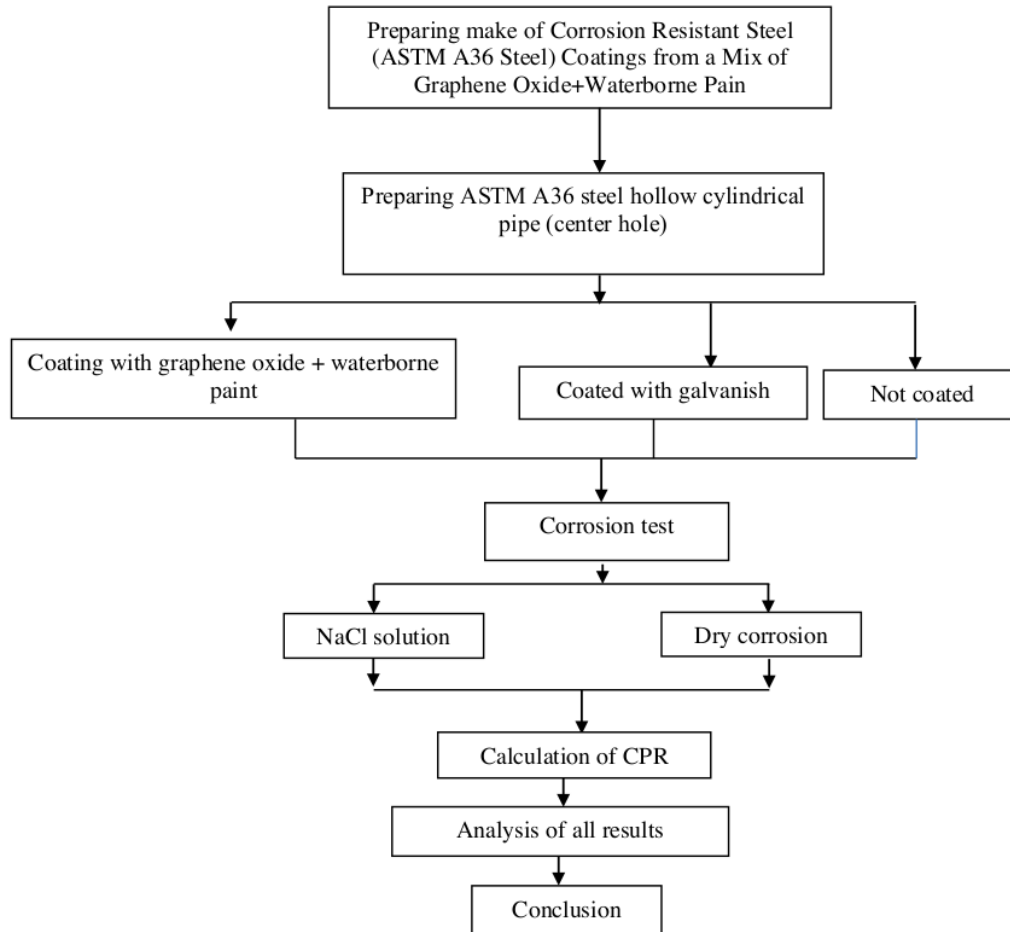 Preparing make of Corrosion Resistant Steel
(ASTM A36 Steel) Coatings from a Mix of
Graphene Oxide+Waterborne Pain
Preparing ASTM A36 steel hollow cylindrical
pipe (center hole)
Coating with graphene oxide + waterborne
paint
Coated with galvanish
Not coated
Corrosion test
NaCl solution
Dry corrosion
Calculation of CPR
Analysis of all results
Conclusion